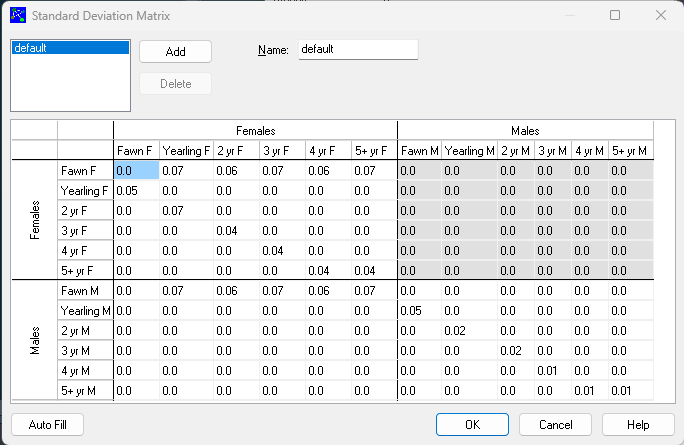 Standard Deviation Matrix
default
Add
Name: default
Delete
Females Males
Fawn F Yearling F 2 yr F 3 yr F 4 yr F 5+ yr F Fawn M Yearling M 2 yr M 3 yr M 4 yr M 5+ yr M
Females
Fawn F 0.0 0.07 0.06 0.07 0.06 0.07 0.0 0.0 0.0 0.0 0.0 0.0
Yearling F 0.05 0.0 0.0 0.0 0.0 0.0 0.0 0.0 0.0 0.0 0.0 0.0
2 yr F 0.0 0.07 0.0 0.0 0.0 0.0 0.0 0.0 0.0 0.0 0.0 0.0
3 yr F 0.0 0.0 0.04 0.0 0.0 0.0 0.0 0.0 0.0 0.0 0.0 0.0
4 yr F 0.0 0.0 0.0 0.04 0.0 0.0 0.0 0.0 0.0 0.0 0.0 0.0
5+ yr F 0.0 0.0 0.0 0.0 0.04 0.04 0.0 0.0 0.0 0.0 0.0 0.0
Males
Fawn M 0.0 0.07 0.06 0.07 0.06 0.07 0.0 0.0 0.0 0.0 0.0 0.0
Yearling M 0.0 0.0 0.0 0.0 0.0 0.0 0.05 0.0 0.0 0.0 0.0 0.0
2 yr M 0.0 0.0 0.0 0.0 0.0 0.0 0.0 0.02 0.0 0.0 0.0 0.0
3 yr M 0.0 0.0 0.0 0.0 0.0 0.0 0.0 0.0 0.02 0.0 0.0 0.0
4 yr M 0.0 0.0 0.0 0.0 0.0 0.0 0.0 0.0 0.0 0.01 0.0 0.0
5+ yr M 0.0 0.0 0.0 0.0 0.0 0.0 0.0 0.0 0.0 0.0 0.01 0.01
Auto Fill OK Cancel Help